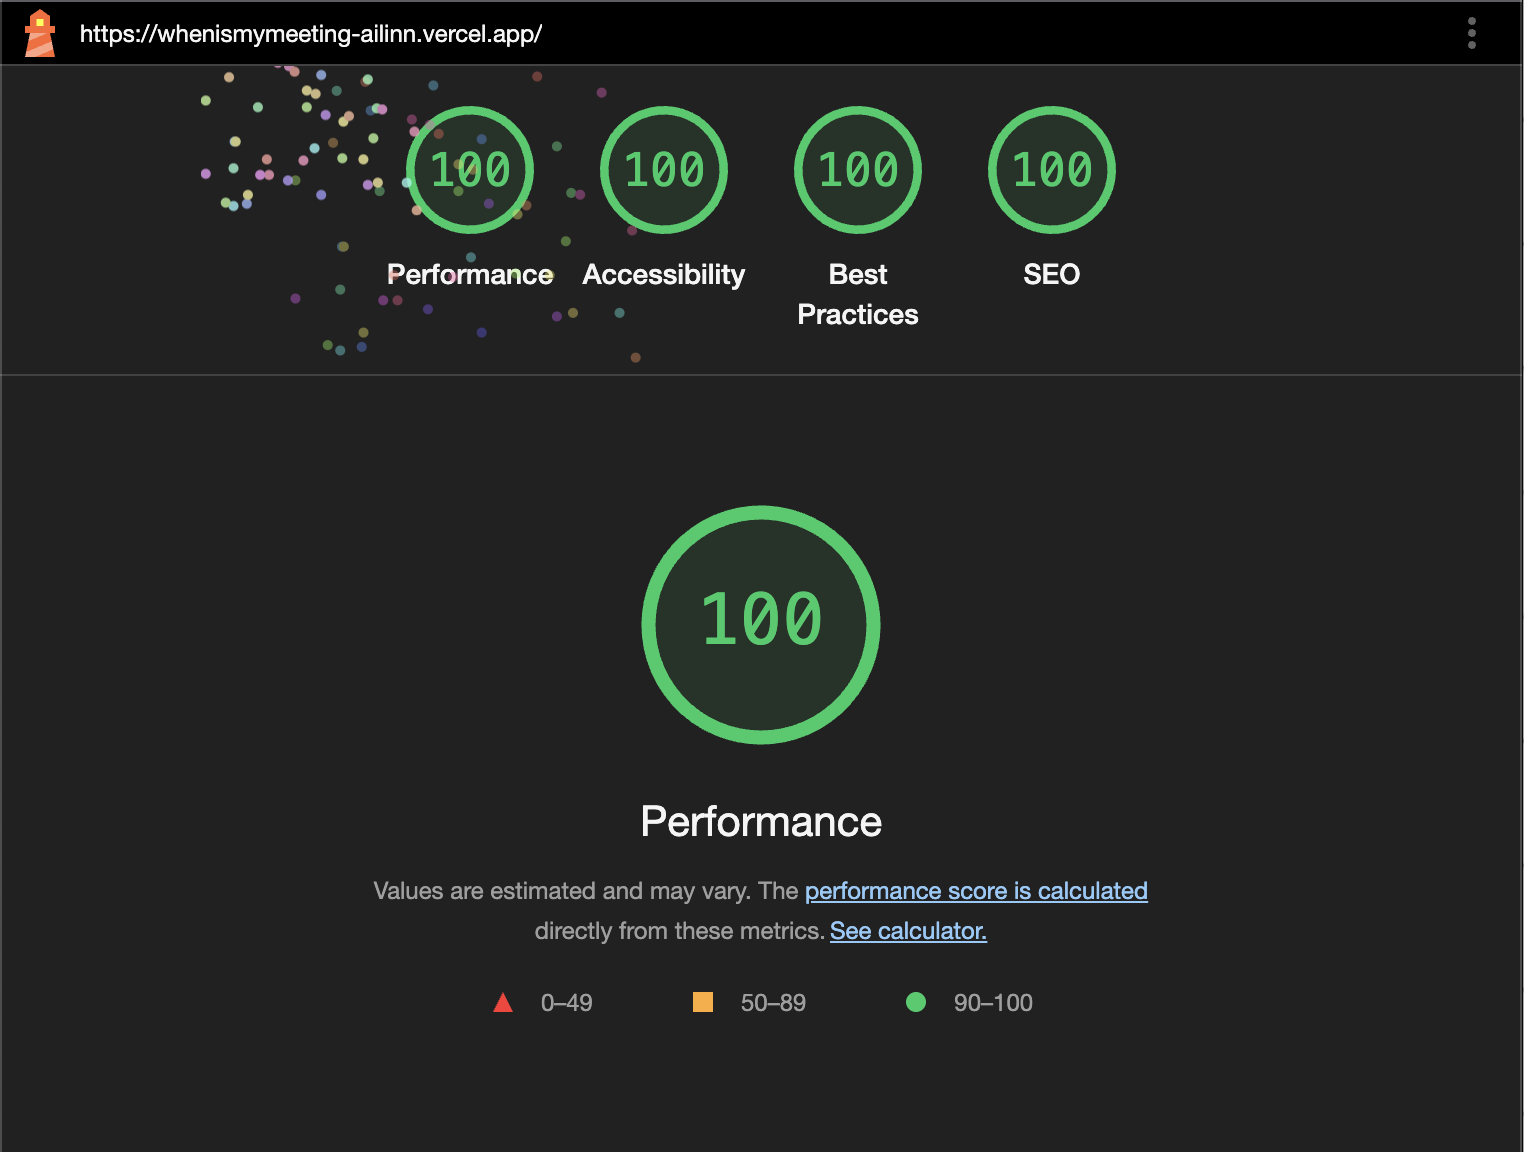 https://whenismymeeting-ailinn.vercel.app/
100
100
100
100
Performance
Accessibility
Best
Practices
SEO
100
Performance
Values are estimated and may vary. The performance score is calculated
directly from these metrics. See calculator.
0–49
50–89
90–100